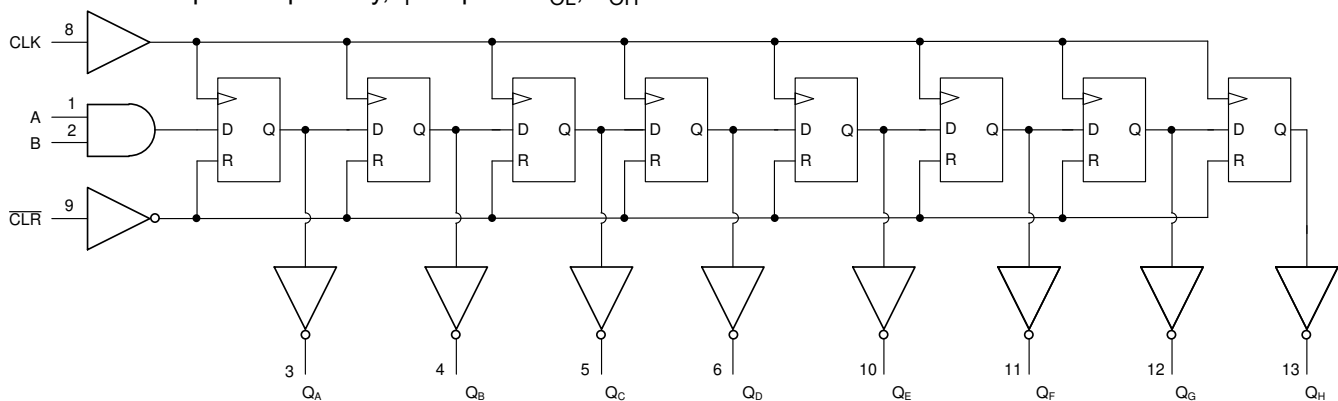 CLK 8
A 1
B 2
D Q D Q D Q D Q D Q D Q D Q D Q
R R R R R R R R
CLR 9
3 4 5 6 10 11 12 13
QA QB QC QD QE QF QG QH